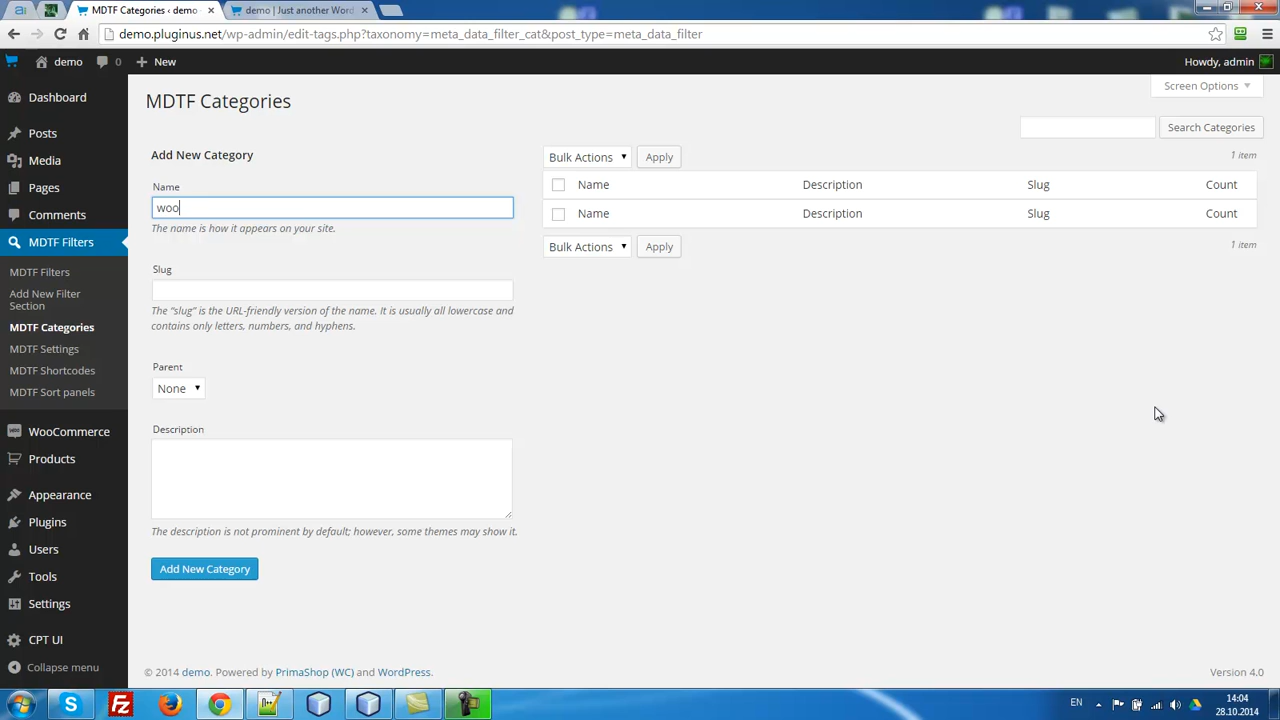 MDTF Categories ‹ demo
demo | Just another Word
demo.pluginus.net/wp-admin/edit-tags.php?taxonomy=meta_data_filter_cat&post_type=meta_data_filter
demo
0
New
Howdy, admin
Dashboard
Posts
Media
Pages
Comments
MDTF Filters
MDTF Filters
Add New Filter
Section
MDTF Categories
MDTF Settings
MDTF Shortcodes
MDTF Sort panels
WooCommerce
Products
Appearance
Plugins
Users
Tools
Settings
CPT UI
Collapse menu
MDTF Categories
Screen Options
Search Categories
Add New Category
Name
woo
The name is how it appears on your site.
Slug
The “slug” is the URL-friendly version of the name. It is usually all lowercase and
contains only letters, numbers, and hyphens.
Parent
None
Description
The description is not prominent by default; however, some themes may show it.
Add New Category
Bulk Actions Apply 1 item
Name Description Slug Count
Name Description Slug Count
Bulk Actions Apply 1 item
© 2014 demo. Powered by PrimaShop (WC) and WordPress.
Version 4.0
EN
14:04
28.10.2014